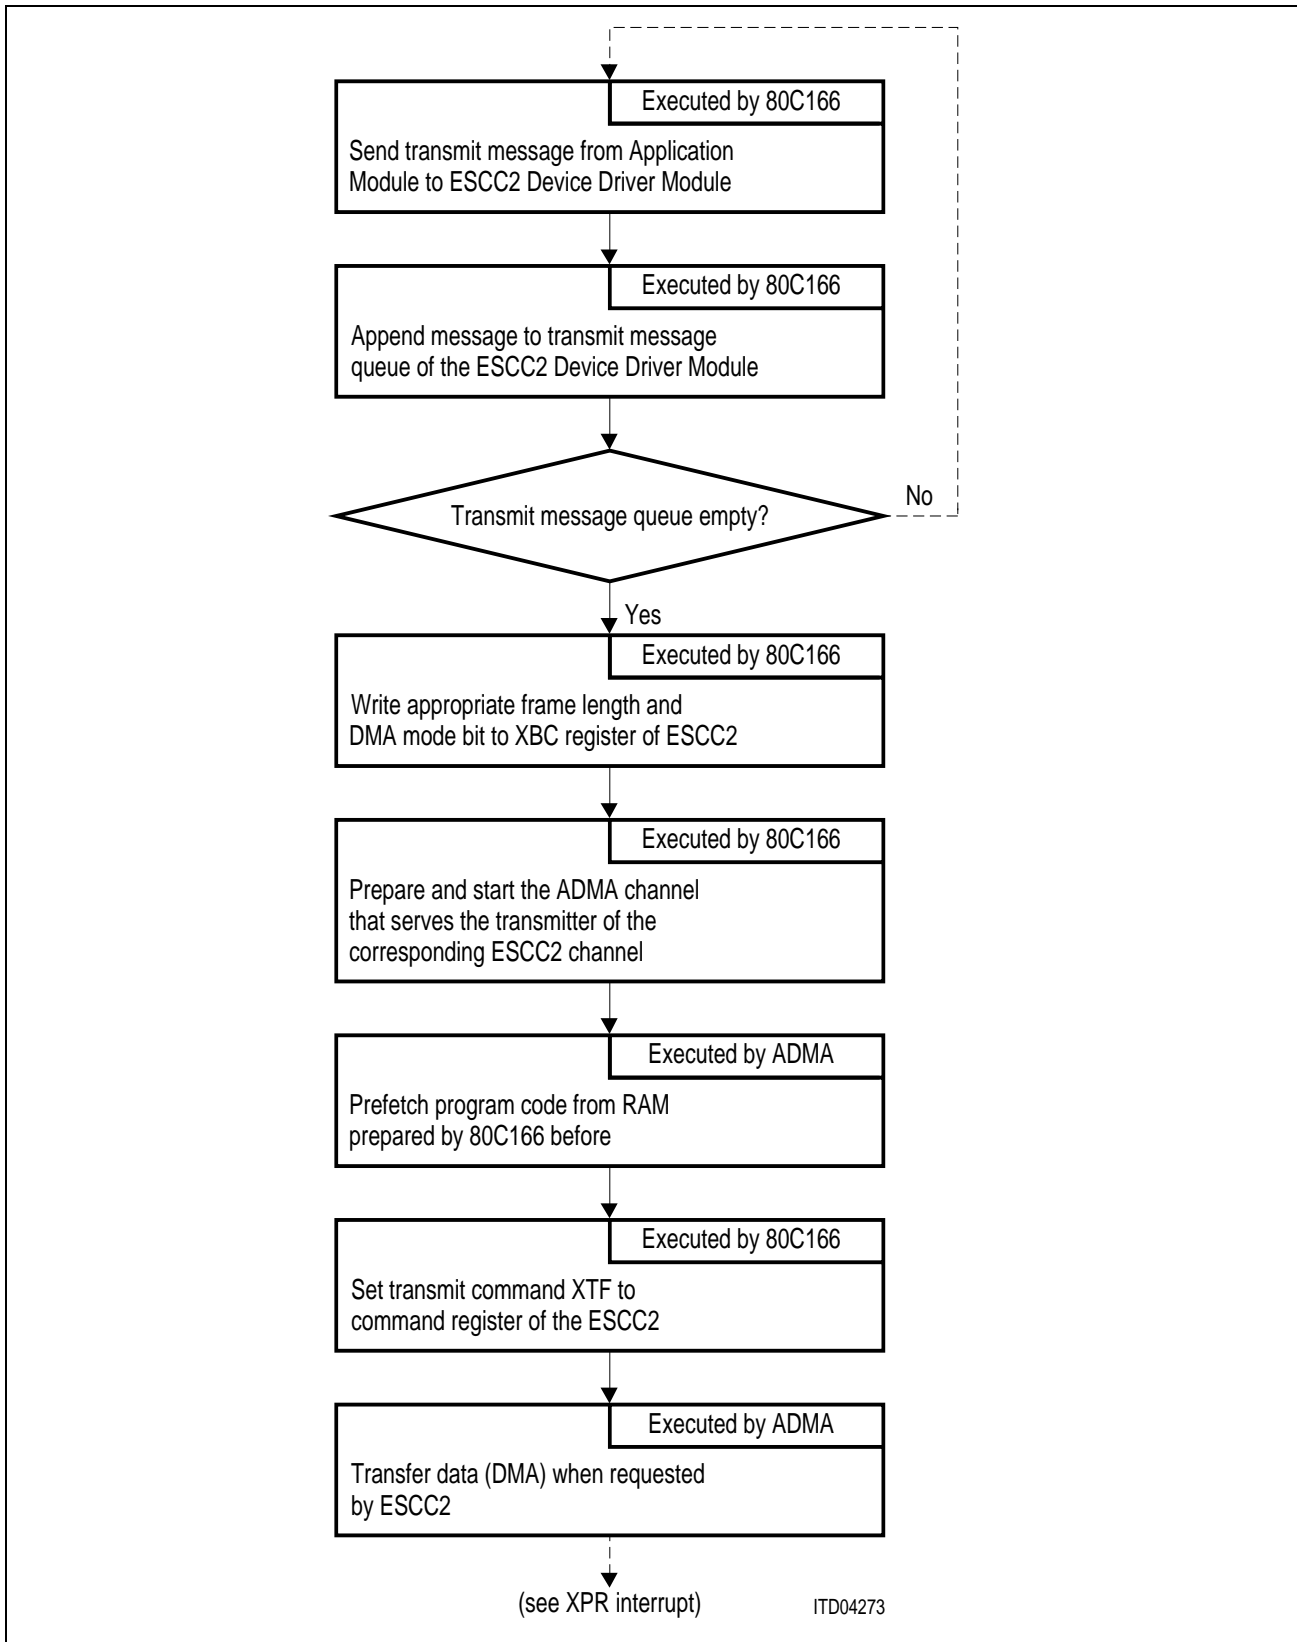 Executed by 80C166
Send transmit message from Application
Module to ESCC2 Device Driver Module
Executed by 80C166
Append message to transmit message
queue of the ESCC2 Device Driver Module
Transmit message queue empty?
No
Yes
Executed by 80C166
Write appropriate frame length and
DMA mode bit to XBC register of ESCC2
Executed by 80C166
Prepare and start the ADMA channel
that serves the transmitter of the
corresponding ESCC2 channel
Executed by ADMA
Prefetch program code from RAM
prepared by 80C166 before
Executed by 80C166
Set transmit command XTF to
command register of the ESCC2
Executed by ADMA
Transfer data (DMA) when requested
by ESCC2
(see XPR interrupt)
ITD04273